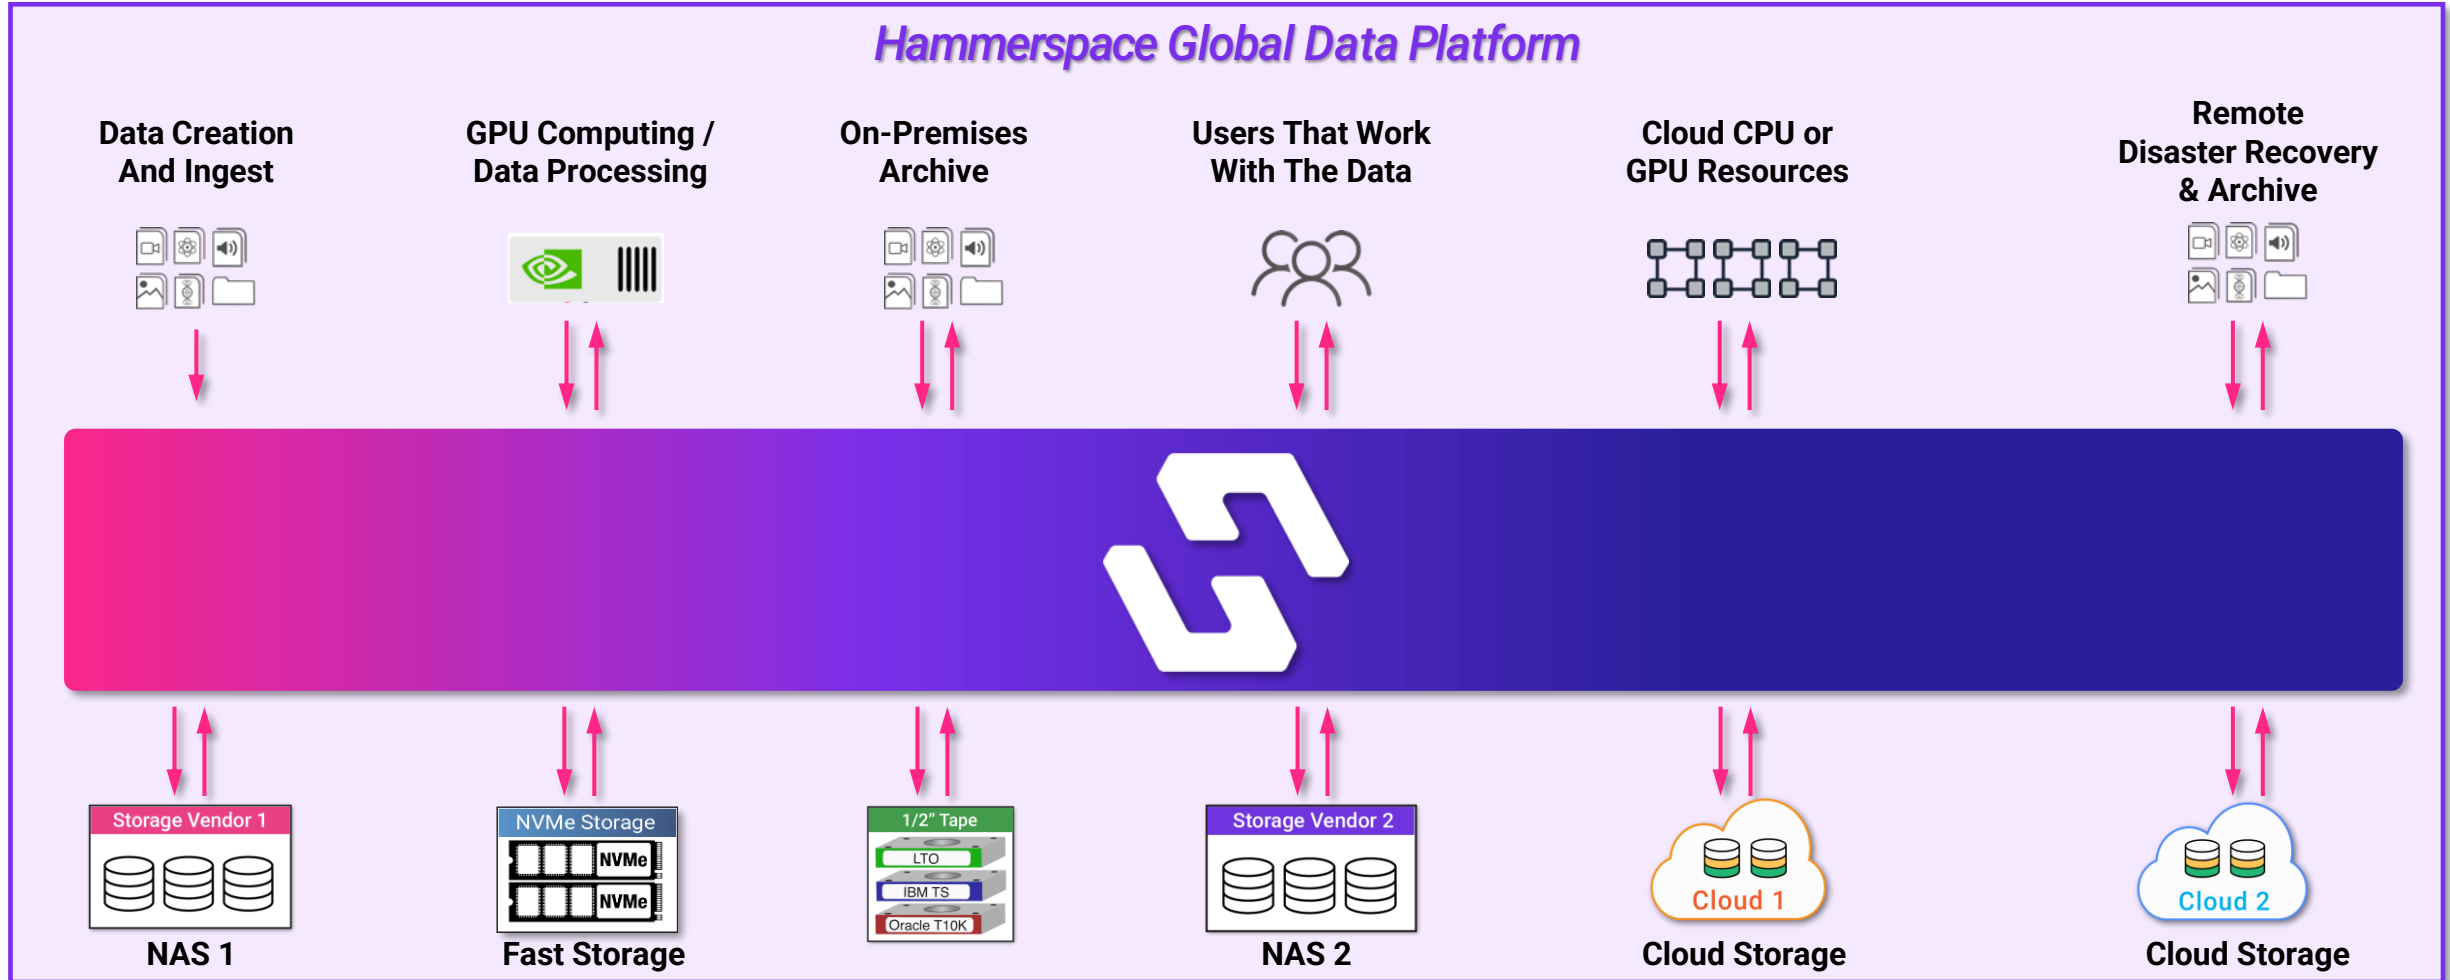 Hammerspace Global Data Platform
Data Creation
And Ingest
GPU Computing /
Data Processing
On-Premises
Archive
Users That Work
With The Data
Cloud CPU or
GPU Resources
Remote
Disaster Recovery
& Archive
Storage Vendor 1
NAS 1
NVMe Storage
NVMe
NVMe
Fast Storage
1/2” Tape
LTO
IBM TS
Oracle T10K
Storage Vendor 2
NAS 2
Cloud 1
Cloud Storage
Cloud 2
Cloud Storage